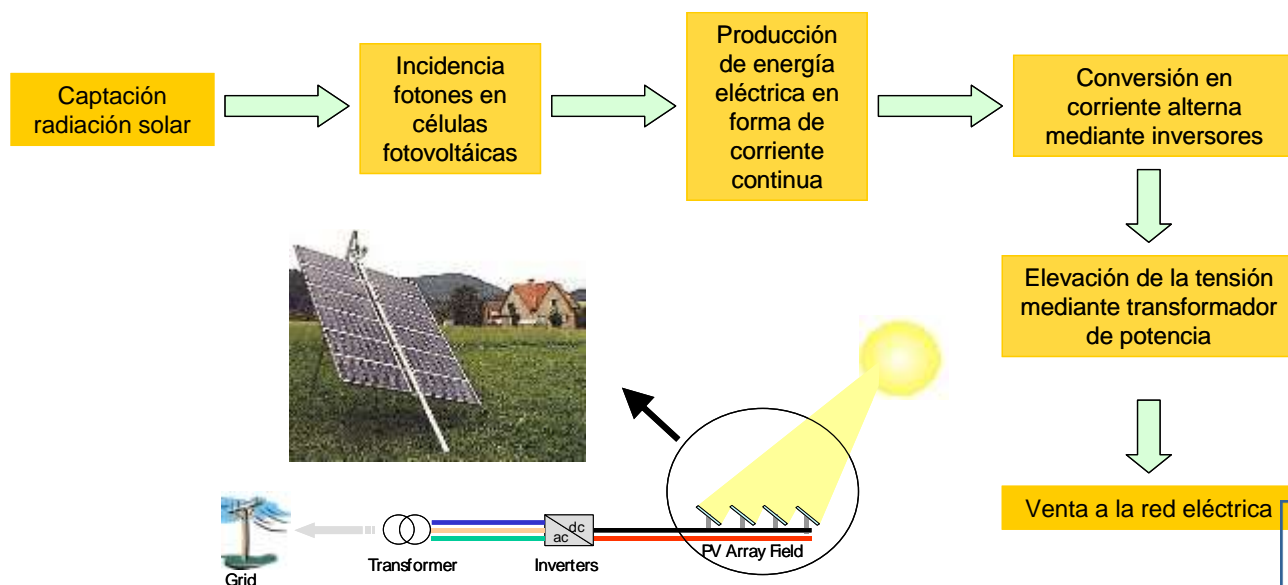 Captación
radiación solar
Incidencia
fotones en
células
fotovoltáicas
Producción
de energía
eléctrica en
forma de
corriente
continua
Conversión en
corriente alterna
mediante inversores
Elevación de la tensión
mediante transformador
de potencia
Venta a la red eléctrica
dc
ac
PV Array Field
Inverters
Transformer
Grid